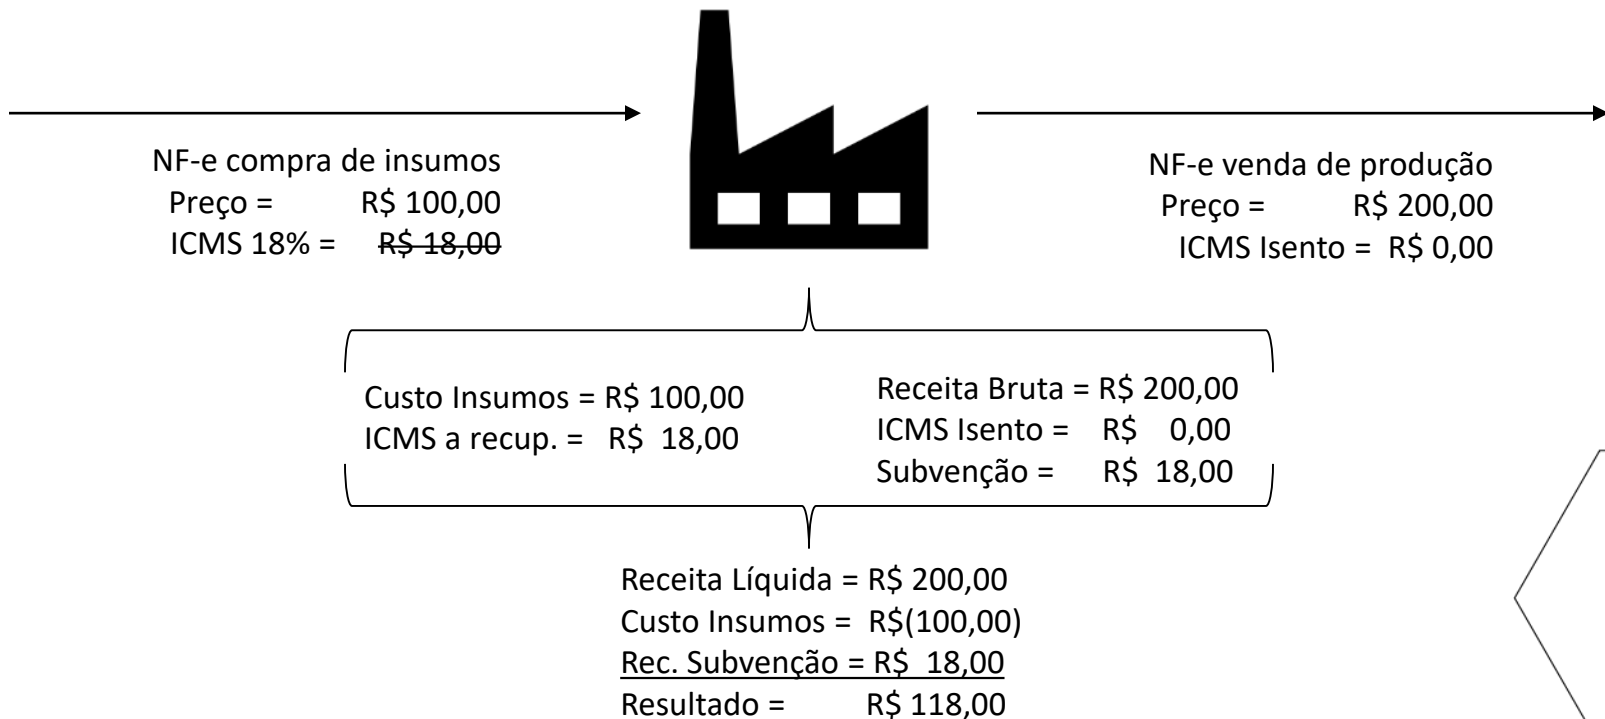 NF-e compra de insumos
Preço = R$ 100,00
ICMS 18% = R$ 18,00
NF-e venda de produção
Preço = R$ 200,00
ICMS Isento = R$ 0,00
Custo Insumos = R$ 100,00
ICMS a recup. = R$ 18,00
Receita Bruta = R$ 200,00
ICMS Isento = R$ 0,00
Subvenção = R$ 18,00
Receita Líquida = R$ 200,00
Custo Insumos = R$(100,00)
Rec. Subvenção = R$ 18,00
Resultado = R$ 118,00